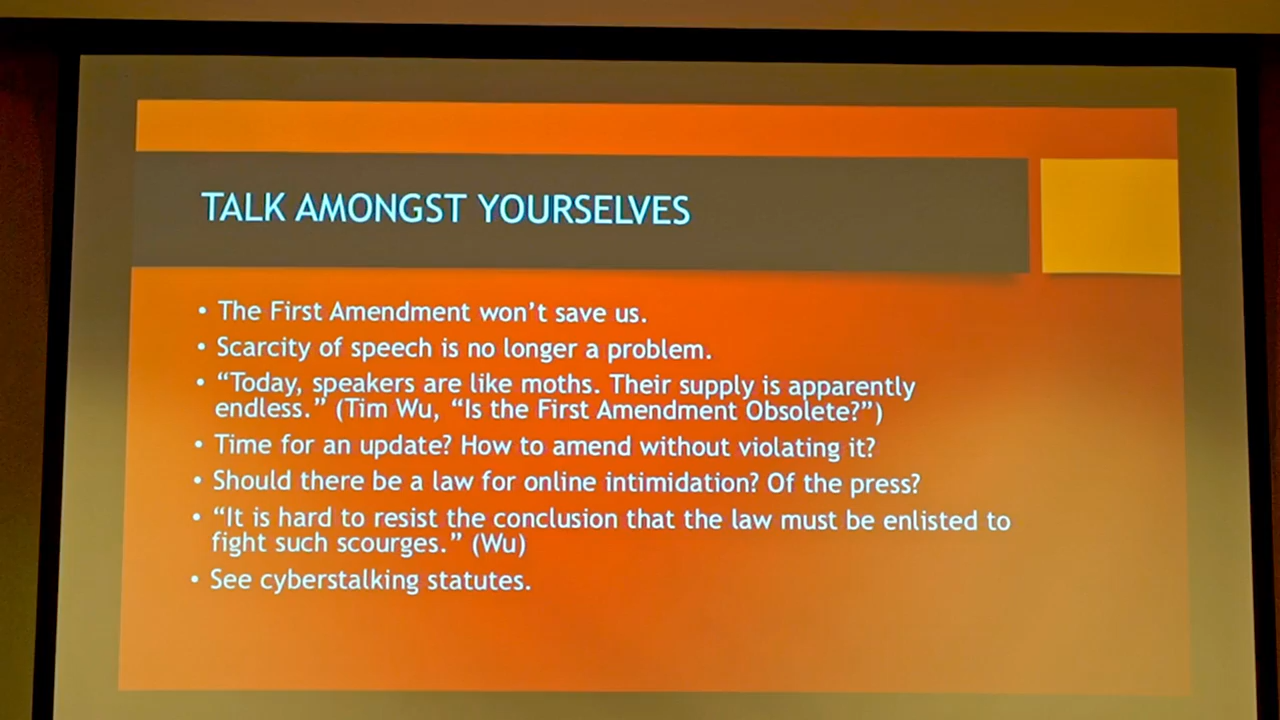 TALK AMONGST YOURSELVES
• The First Amendment won’t save us.
• Scarcity of speech is no longer a problem.
• “Today, speakers are like moths. Their supply is apparently
endless.” (Tim Wu, “Is the First Amendment Obsolete?”)
• Time for an update? How to amend without violating it?
• Should there be a law for online intimidation? Of the press?
• “It is hard to resist the conclusion that the law must be enlisted to
fight such scourges.” (Wu)
• See cyberstalking statutes.